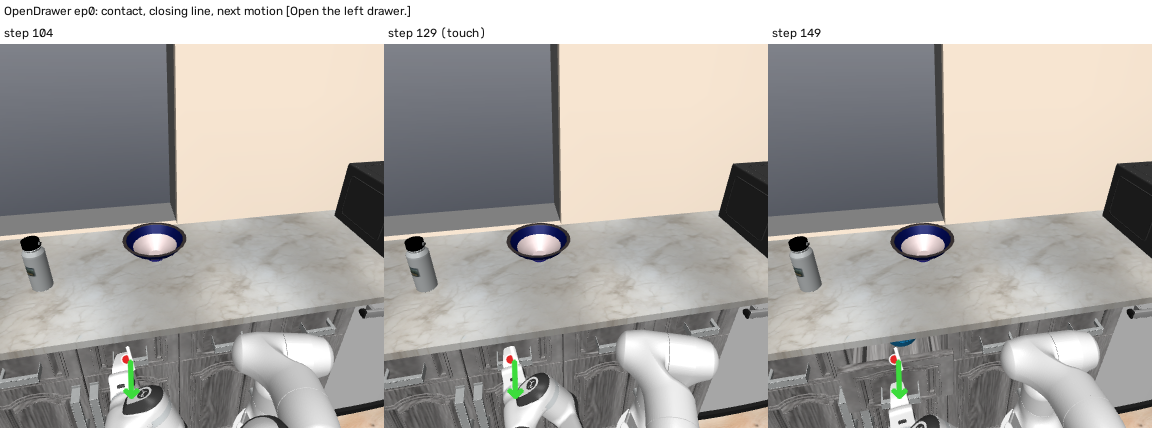 OpenDrawer ep0: contact, closing line, next motion [Open the left drawer.]
step 104
step 129 (touch)
step 149